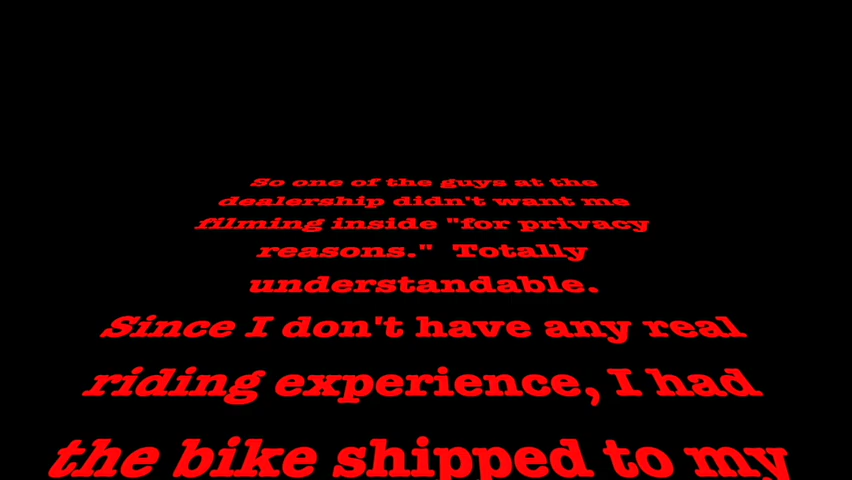 So one of the guys at the
dealership didn't want me
filming inside "for privacy
reasons."  Totally
understandable.
Since I don't have any real
riding experience, I had
the bike shipped to my